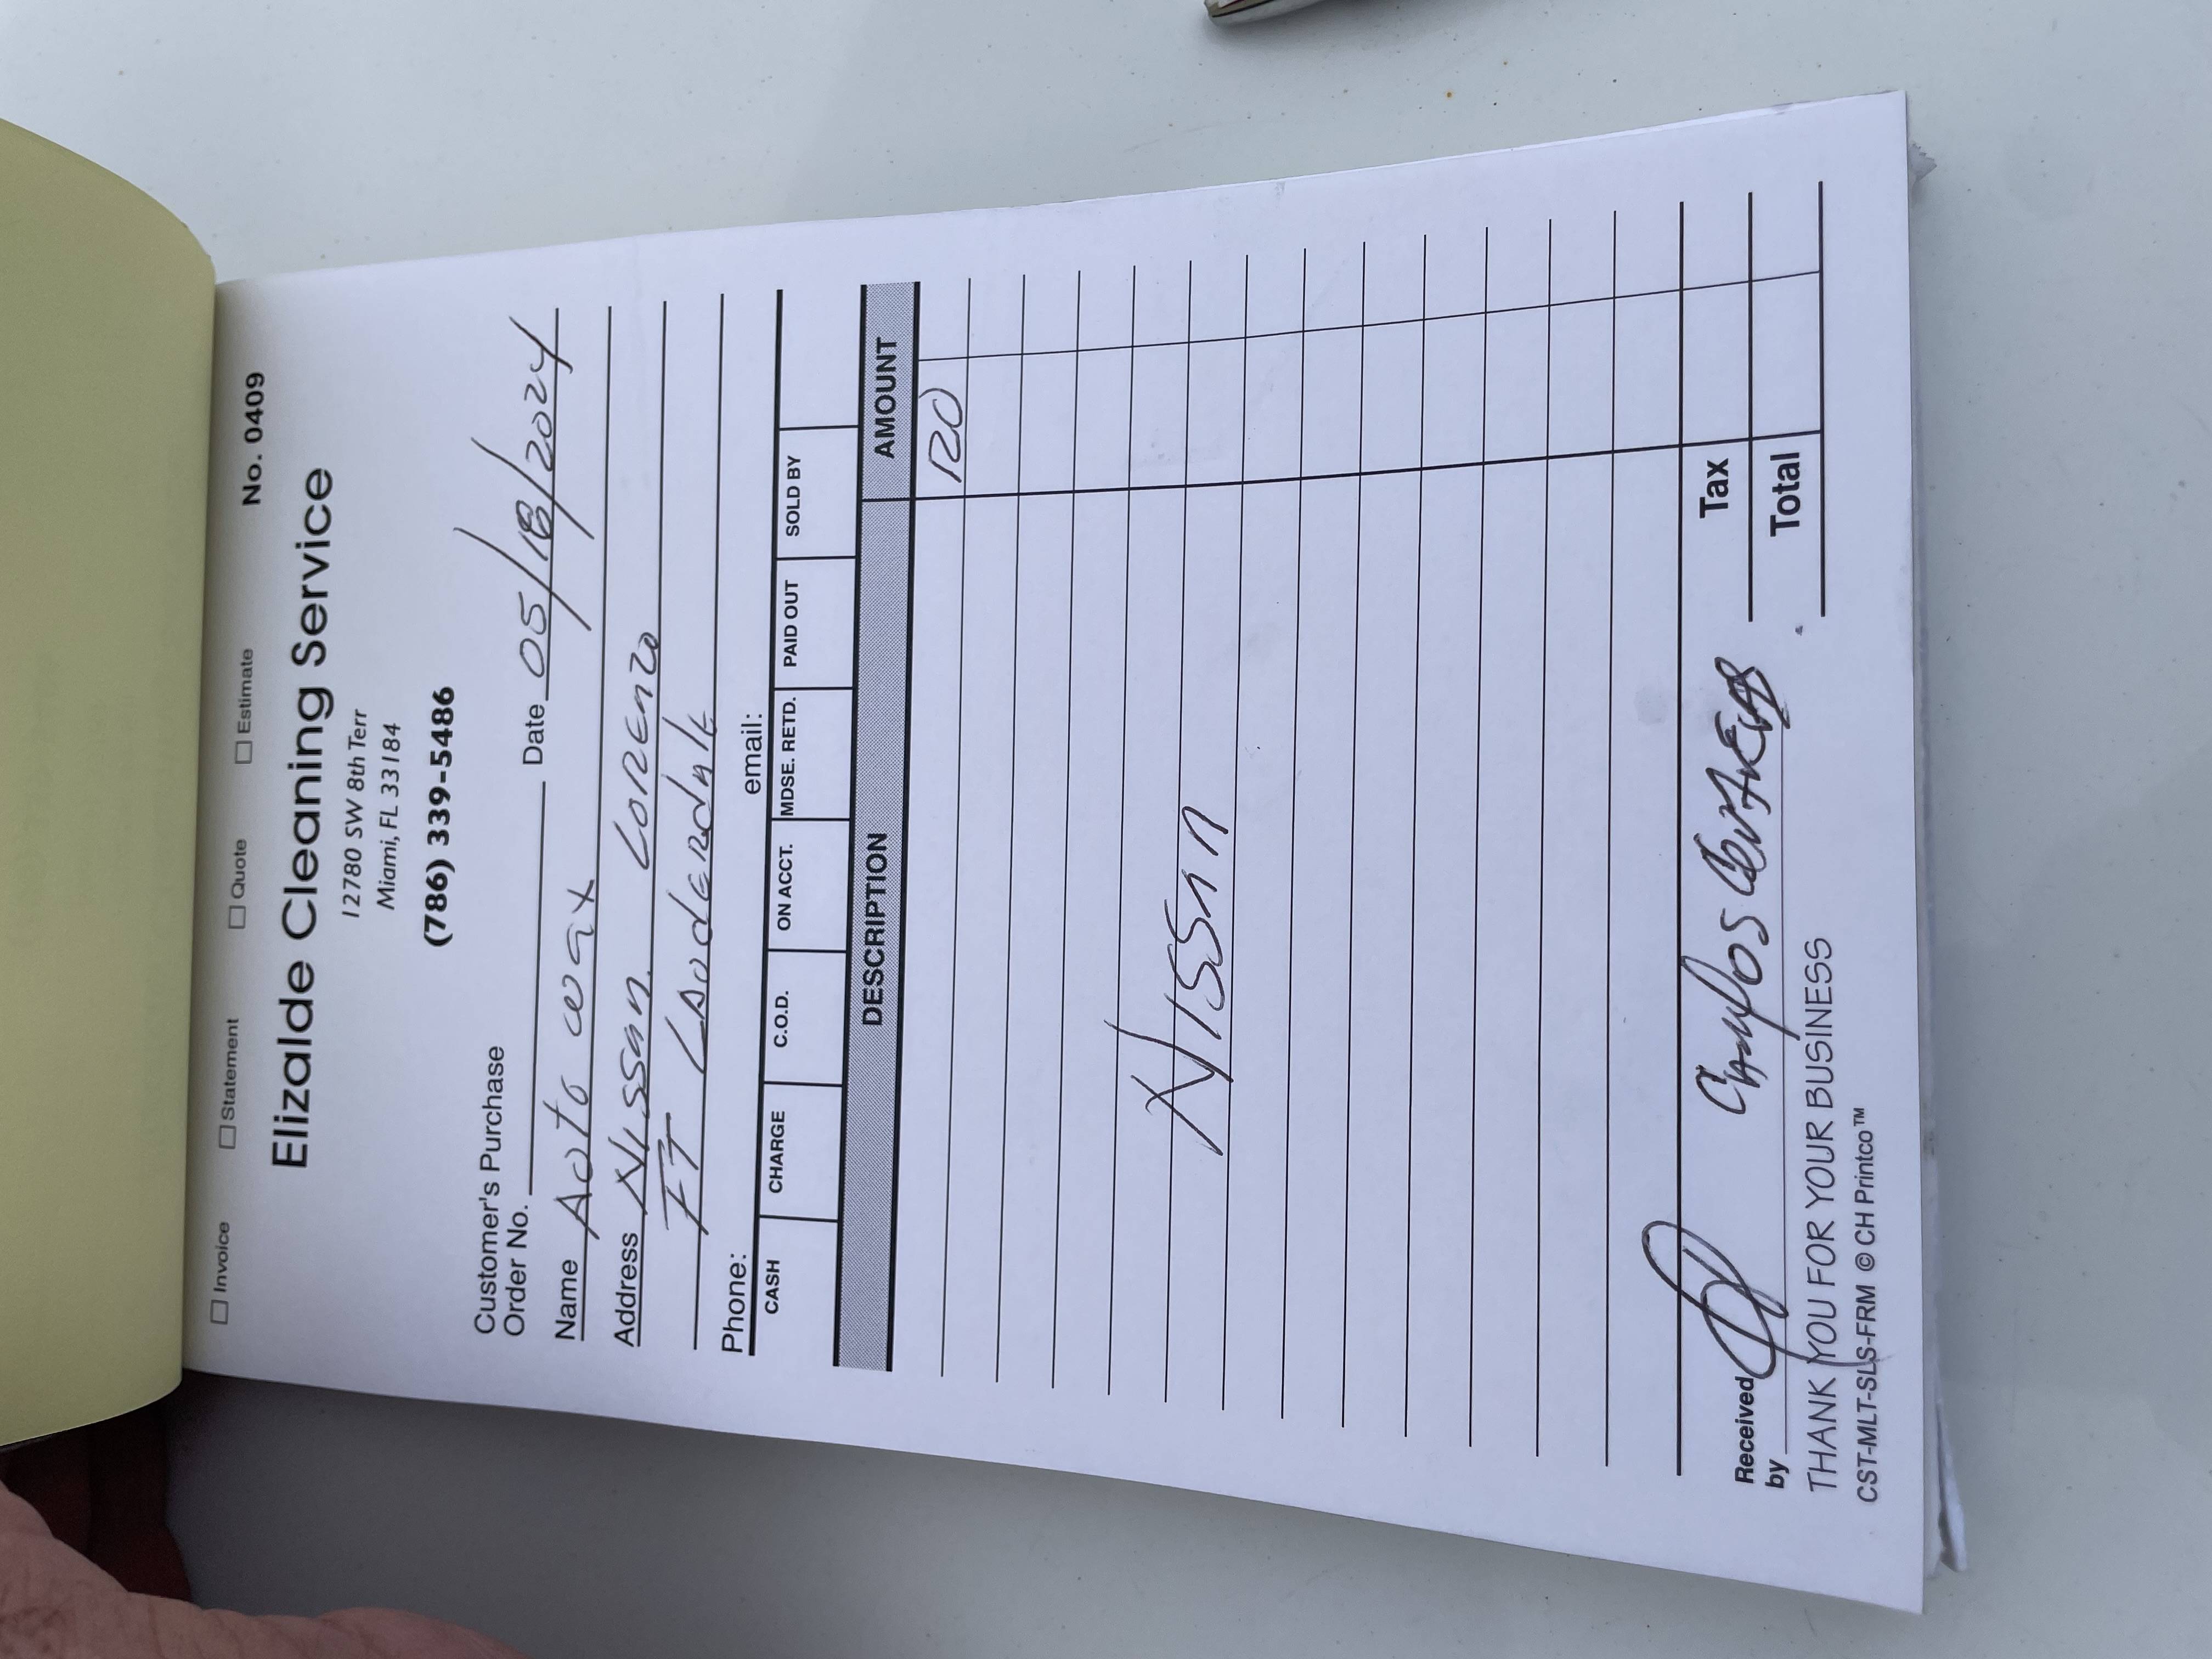 Invoice Statement Quote Estimate
No. 0409
Elizalde Cleaning Service
12780 SW 8th Terr
Miami, FL 33184
(786) 339-5486
Customer's Purchase
Order No. Date 05/18/2024
Name Aoto wax
Address Nissan Lorenzo
FT Laoderdale
Phone: email:
CASH CHARGE C.O.D. ON ACCT. MDSE. RETD. PAID OUT SOLD BY
DESCRIPTION AMOUNT
120
Nissan
Tax
Received by
Total
THANK YOU FOR YOUR BUSINESS
CST-MLT-SLS-FRM © CH Printco™